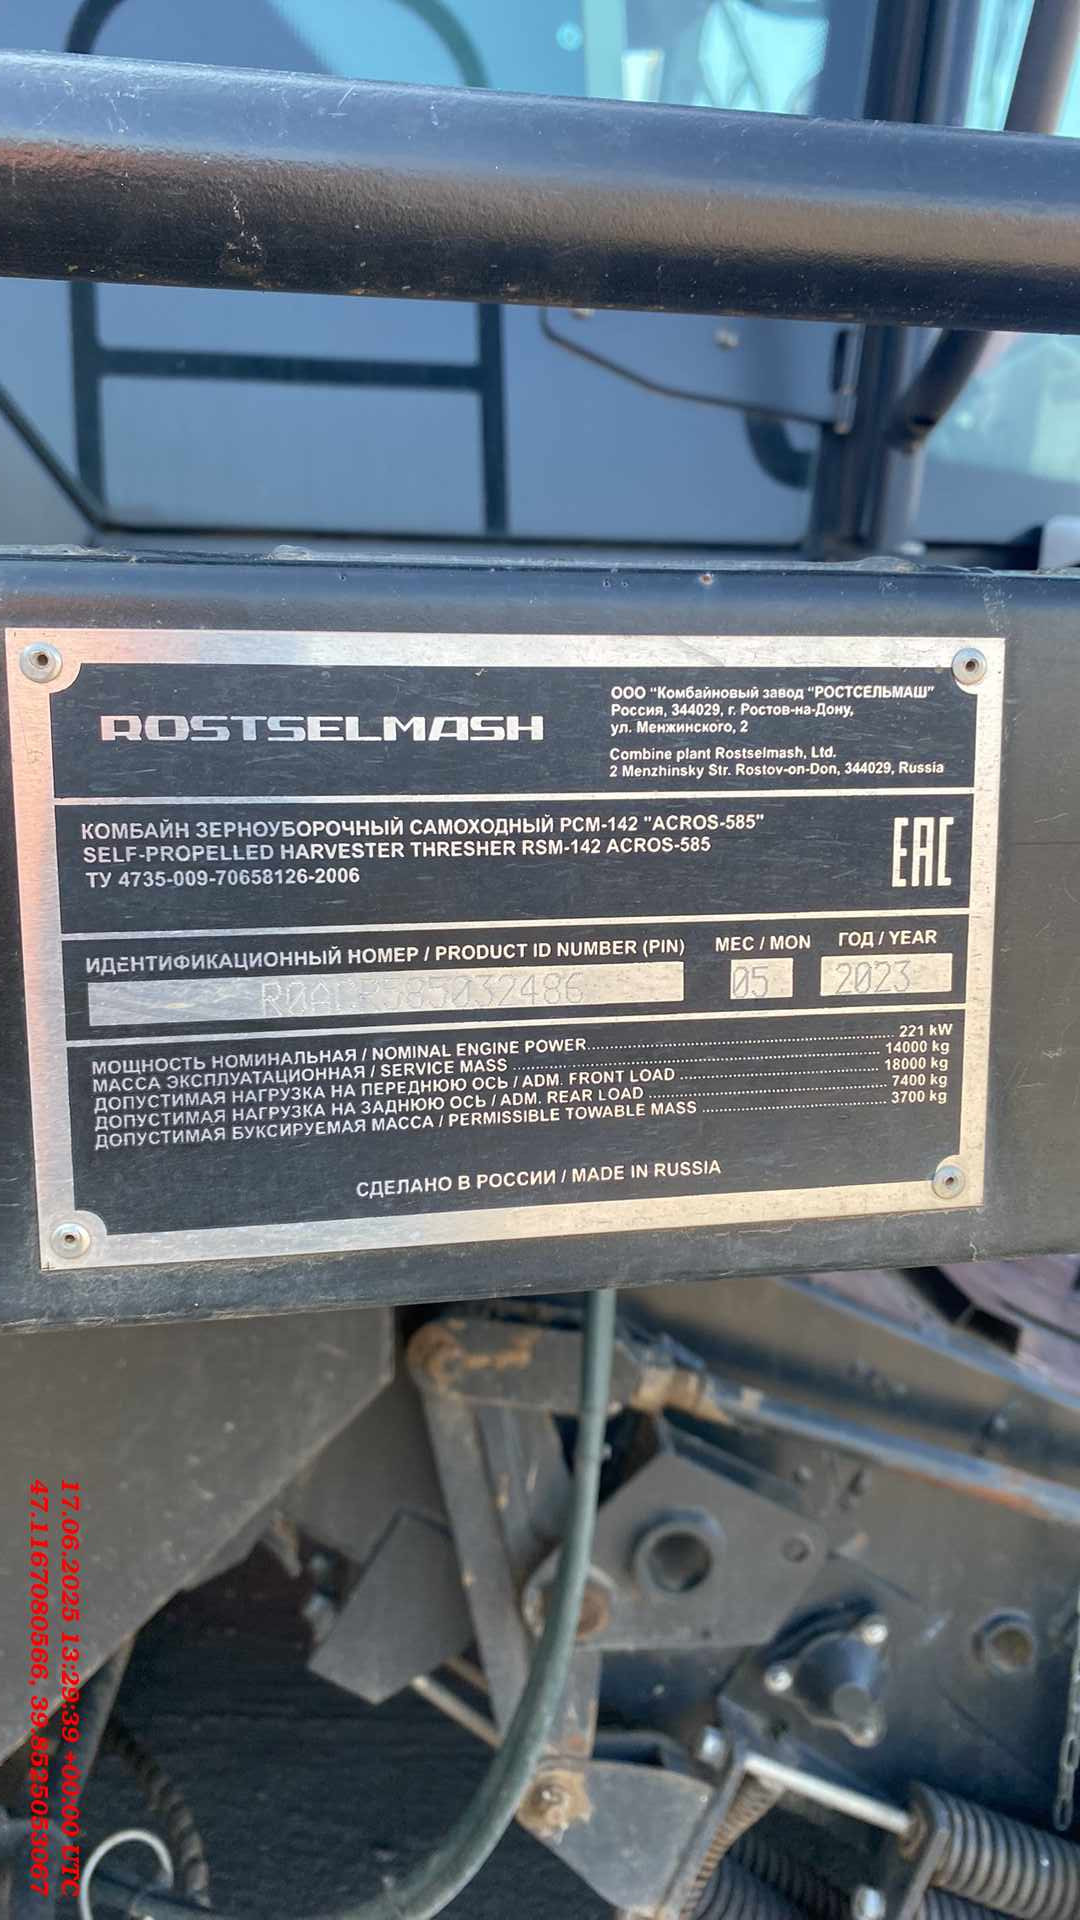 ROSTSELMASH
ООО "Комбайновый завод "РОСТСЕЛЬМАШ"
Россия, 344029, г. Ростов-на-Дону,
ул. Менжинского, 2
Combine plant Rostselmash, Ltd.
2 Menzhinsky Str. Rostov-on-Don, 344029, Russia
КОМБАЙН ЗЕРНОУБОРОЧНЫЙ САМОХОДНЫЙ РСМ-142 "ACROS-585"
SELF-PROPELLED HARVESTER THRESHER RSM-142 ACROS-585
ТУ 4735-009-70658126-2006
EAC
ИДЕНТИФИКАЦИОННЫЙ НОМЕР / PRODUCT ID NUMBER (PIN) МЕС / MON ГОД / YEAR
R0ACR585032486 05 2023
МОЩНОСТЬ НОМИНАЛЬНАЯ / NOMINAL ENGINE POWER 221 kW
МАССА ЭКСПЛУАТАЦИОННАЯ / SERVICE MASS 14000 kg
ДОПУСТИМАЯ НАГРУЗКА НА ПЕРЕДНЮЮ ОСЬ / ADM. FRONT LOAD 18000 kg
ДОПУСТИМАЯ НАГРУЗКА НА ЗАДНЮЮ ОСЬ / ADM. REAR LOAD 7400 kg
ДОПУСТИМАЯ БУКСИРУЕМАЯ МАССА / PERMISSIBLE TOWABLE MASS 3700 kg
СДЕЛАНО В РОССИИ / MADE IN RUSSIA
17.06.2025 13:29:39 +00:00 UTC
47.1167080566, 39.8525053067